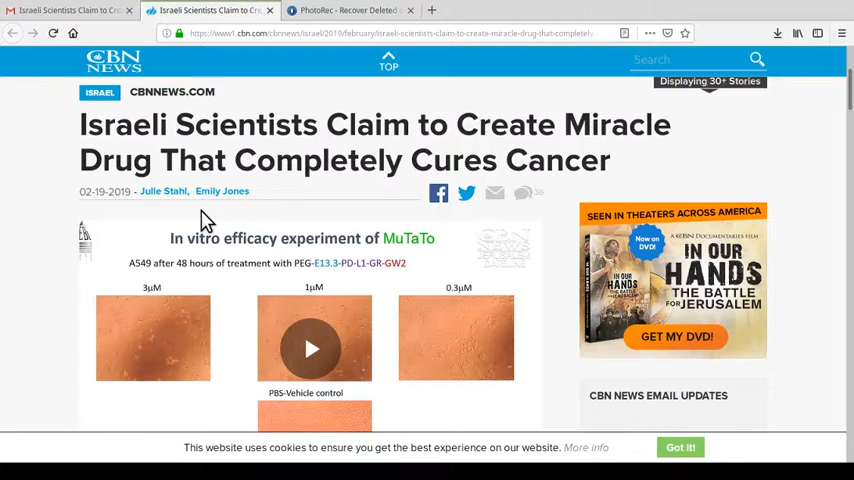 Israeli Scientists Claim to Cre
Israeli Scientists Claim to Cre
PhotoRec - Recover Deleted
https://www1.cbn.com/cbnnews/israel/2019/february/israeli-scientists-claim-to-create-miracle-drug-that-completely-
CBN NEWS
TOP
Search
Displaying 30+ Stories
ISRAEL
CBNNEWS.COM
Israeli Scientists Claim to Create Miracle
Drug That Completely Cures Cancer
02-19-2019 - Julie Stahl, Emily Jones
36
In vitro efficacy experiment of MuTaTo
A549 after 48 hours of treatment with PEG-E13.3-PD-L1-GR-GW2
3µM
1µM
0.3µM
PBS-Vehicle control
SEEN IN THEATERS ACROSS AMERICA
A CBN DOCUMENTARIES FILM
Now on
DVD!
IN OUR
HANDS
THE BATTLE
FOR JERUSALEM
GET MY DVD!
CBN NEWS EMAIL UPDATES
This website uses cookies to ensure you get the best experience on our website. More info
Got it!